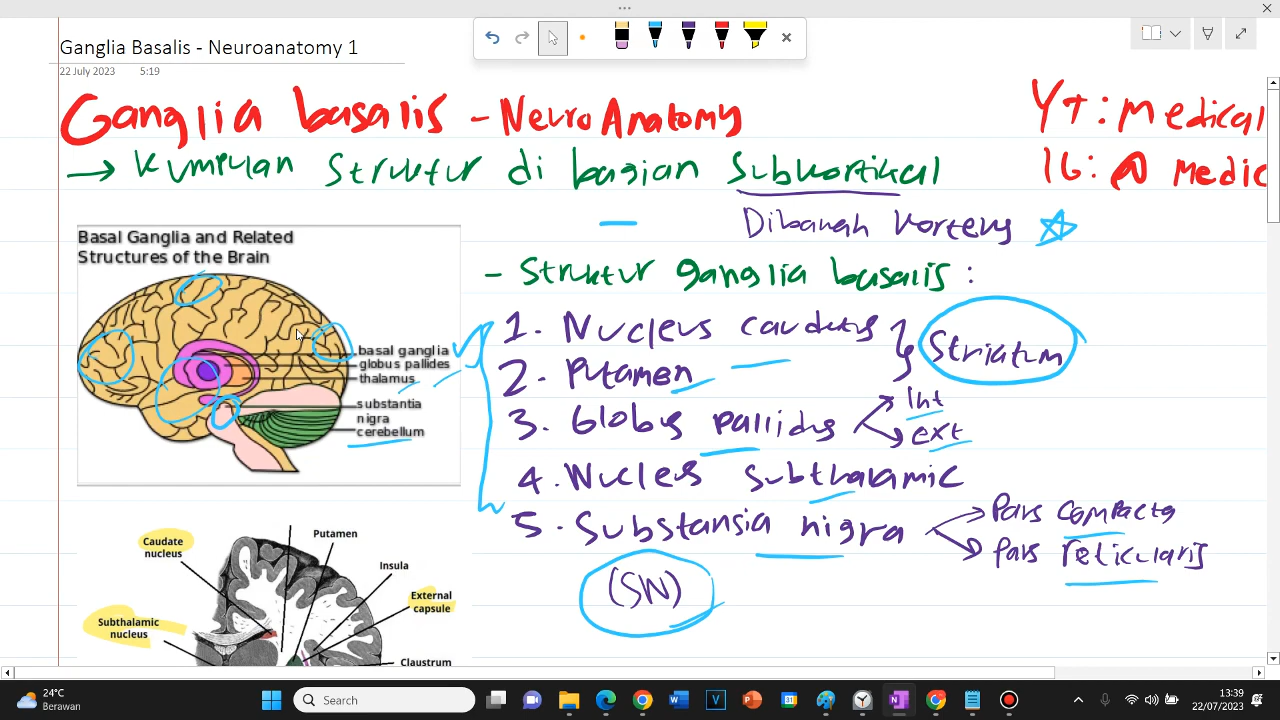 Ganglia Basalis - Neuroanatomy 1
22 July 2023 5:19
Ganglia basalis - NeuroAnatomy
YT: Medical
→ Kumpulan Struktur di bagian Subkortikal
IG: @ Medic
Dibawah Korteks
Basal Ganglia and Related
Structures of the Brain
- Struktur Ganglia basalis :
1. Nucleus caudatus
Striatum
2. Putamen
3. Globus pallidus
Int
ext
4. Nucleus Subthalamic
5. Substansia nigra
Pars Compacta
Pars reticularis
(SN)
basal ganglia
globus pallides
thalamus
substantia
nigra
cerebellum
Putamen
Caudate
nucleus
Insula
External
capsule
Subthalamic
nucleus
Claustrum
24°C
Berawan
Search
13:39
22/07/2023